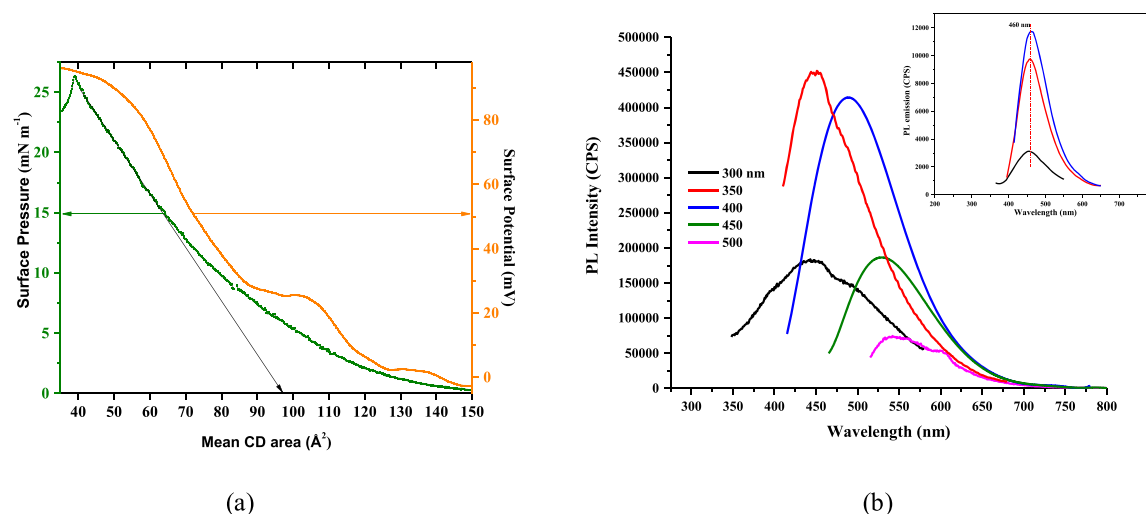 25
20
15
10
5
0
Surface Pressure (mN m⁻¹)
80
60
40
20
0
Surface Potential (mV)
40 50 60 70 80 90 100 110 120 130 140 150
Mean CD area (Å²)
(a)
500000
450000
400000
350000
300000
250000
200000
150000
100000
50000
0
PL Intensity (CPS)
300 nm
350
400
450
500
300 350 400 450 500 550 600 650 700 750 800
Wavelength (nm)
460 nm
12000
10000
8000
6000
4000
2000
0
PL emission (CPS)
200 300 400 500 600 700
Wavelength (nm)
(b)